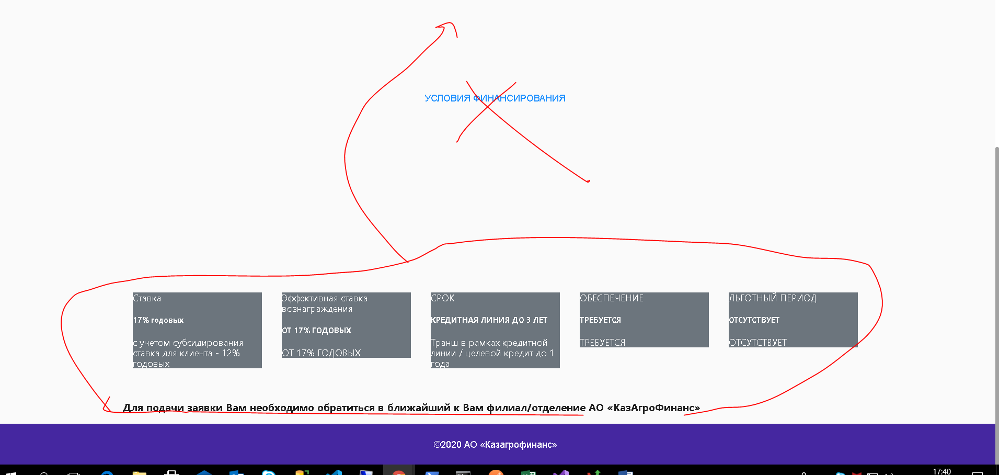 УСЛОВИЯ ФИНАНСИРОВАНИЯ
Ставка
17% годовых
с учетом субсидирования
ставка для клиента - 12%
годовых
Эффективная ставка
вознаграждения
ОТ 17% ГОДОВЫХ
ОТ 17% ГОДОВЫХ
СРОК
КРЕДИТНАЯ ЛИНИЯ ДО 3 ЛЕТ
Транш в рамках кредитной
линии / целевой кредит до 1
года
ОБЕСПЕЧЕНИЕ
ТРЕБУЕТСЯ
ТРЕБУЕТСЯ
ЛЬГОТНЫЙ ПЕРИОД
ОТСУТСТВУЕТ
ОТСУТСТВУЕТ
Для подачи заявки Вам необходимо обратиться в ближайший к Вам филиал/отделение АО «КазАгроФинанс»
©2020 АО «Казагрофинанс»
17:40